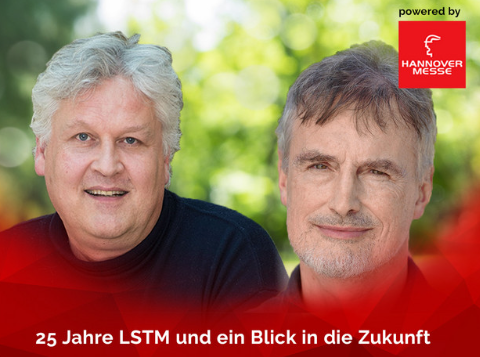 powered by
HANNOVER
MESSE
25 Jahre LSTM und ein Blick in die Zukunft